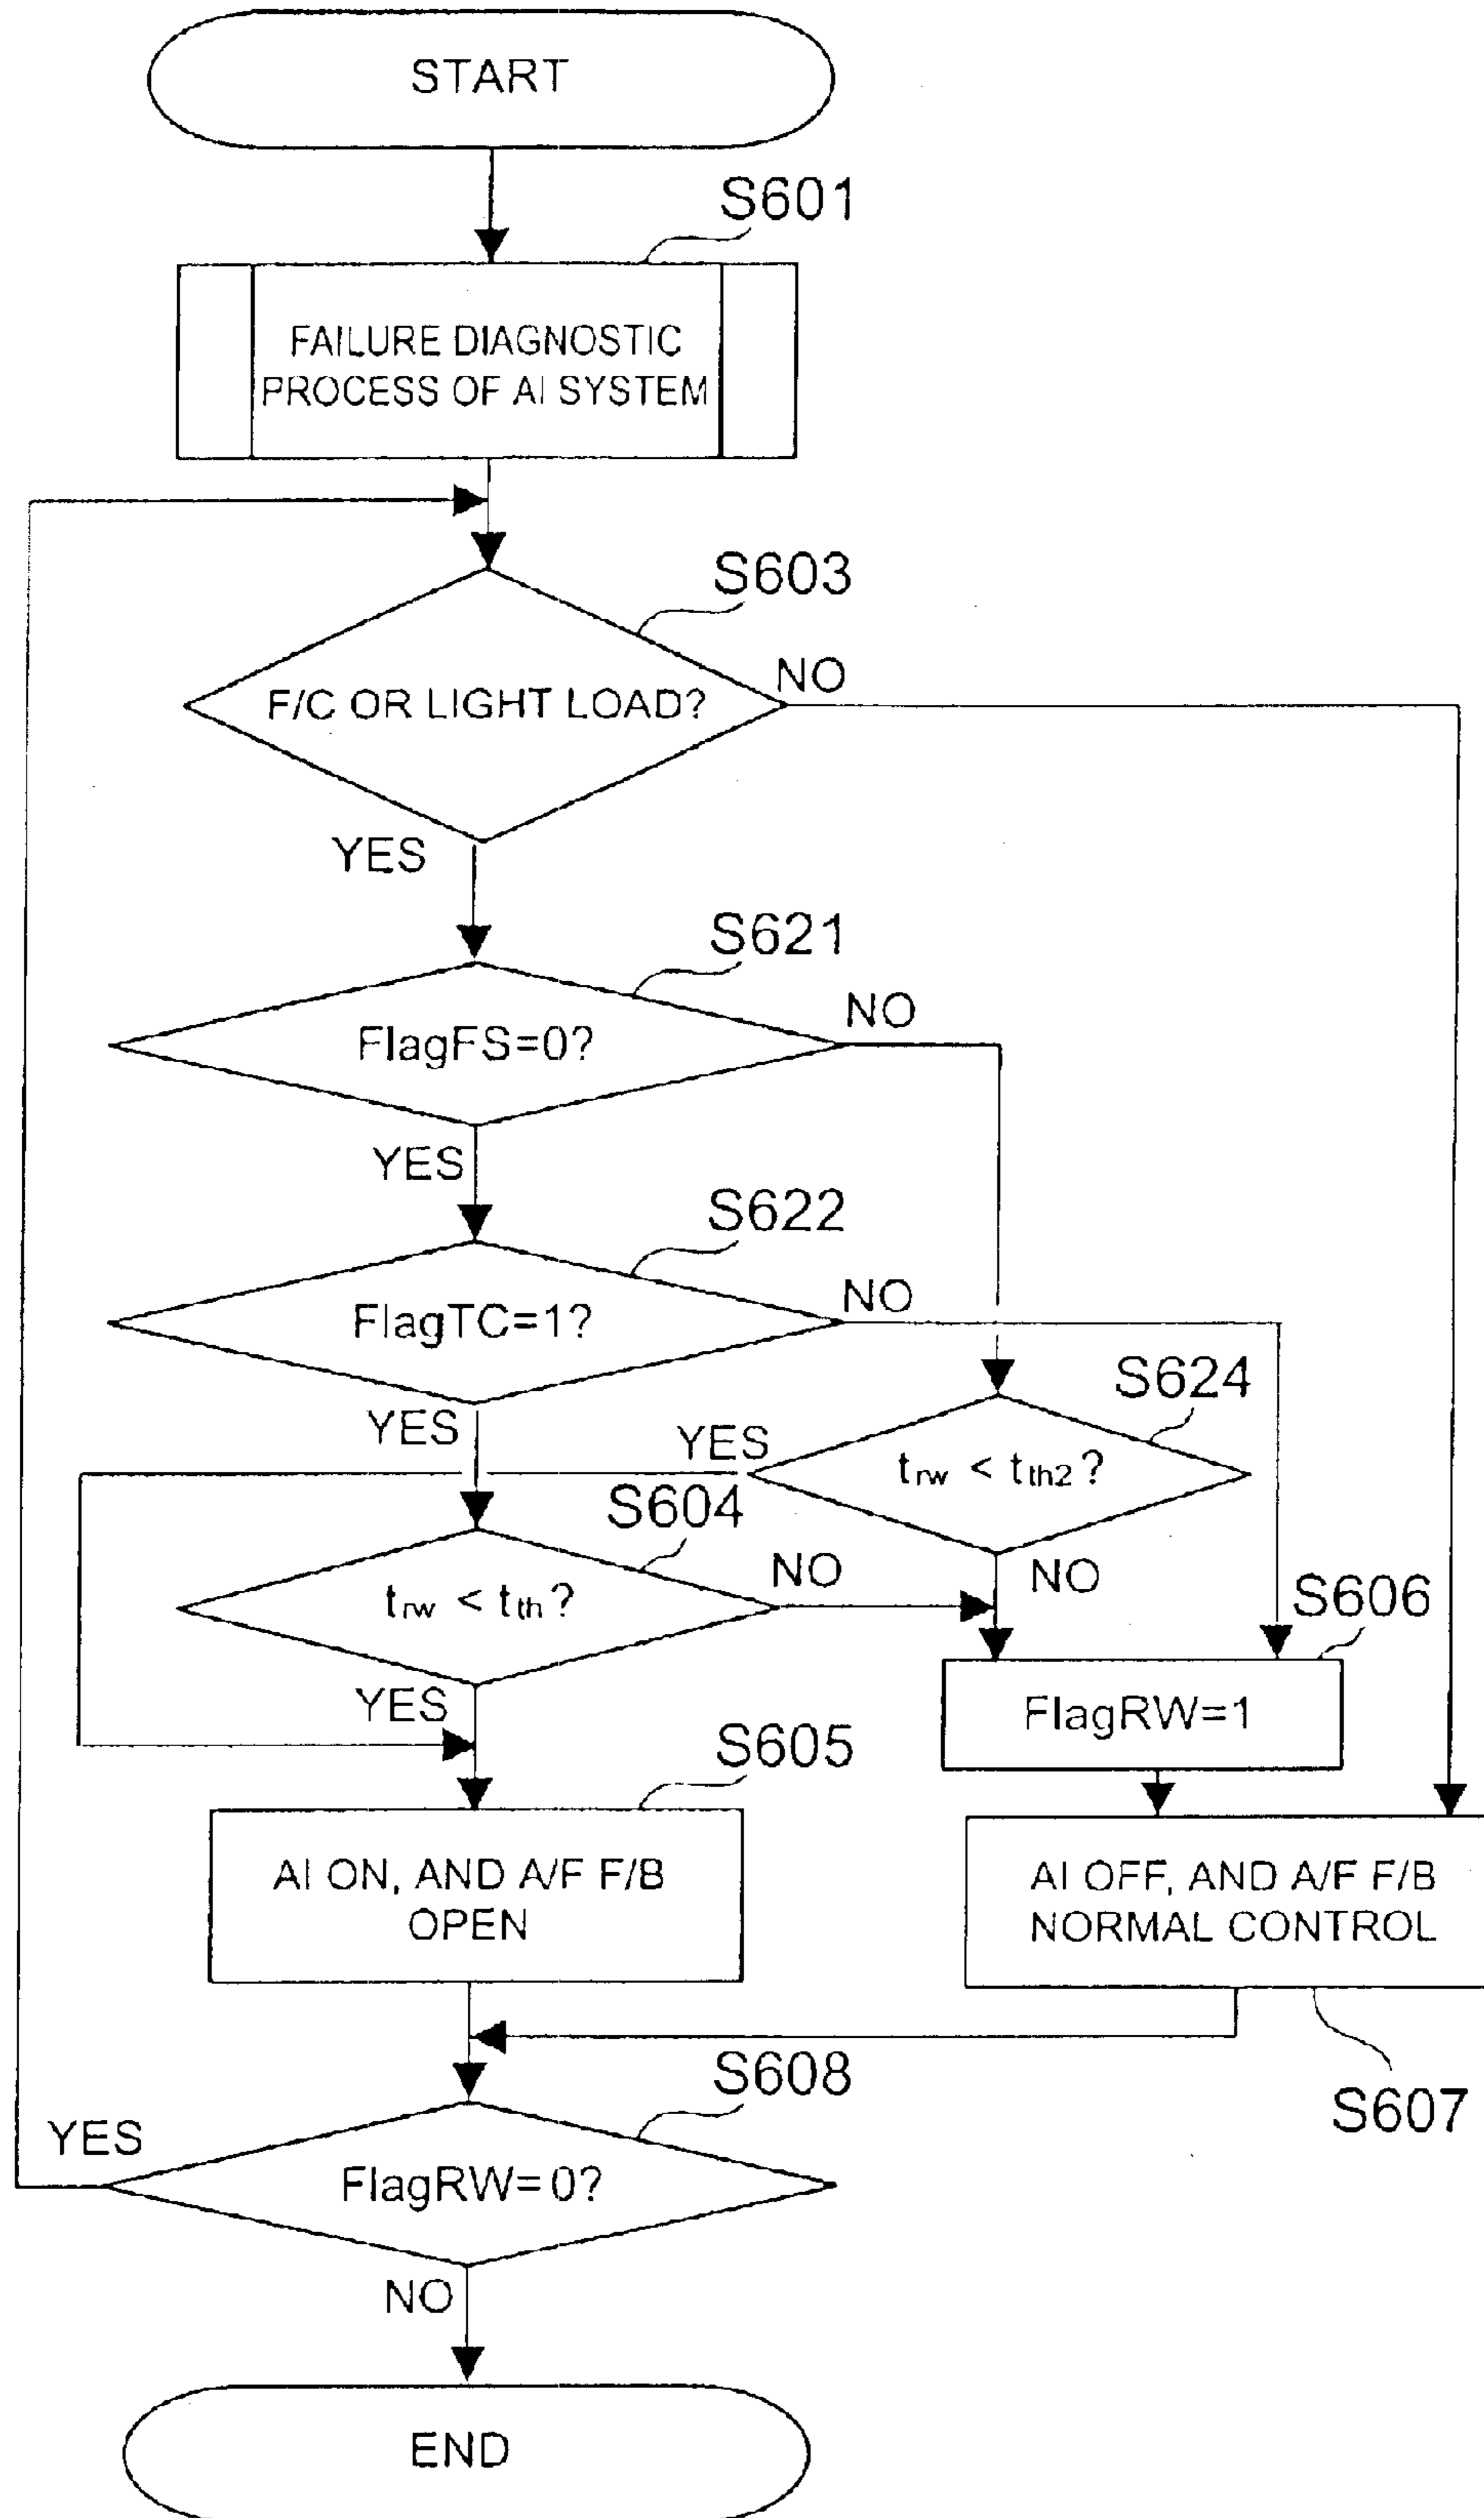 START
S601
FAILURE DIAGNOSTIC
PROCESS OF AI SYSTEM
S603
F/C OR LIGHT LOAD?
NO
YES
S621
FlagFS=0?
NO
YES
S622
FlagTC=1?
NO
YES
S624
trw < tth2?
YES
NO
S604
trw < tth?
NO
YES
S606
FlagRW=1
S605
AI ON, AND A/F F/B
OPEN
AI OFF, AND A/F F/B
NORMAL CONTROL
S607
S608
FlagRW=0?
YES
NO
END